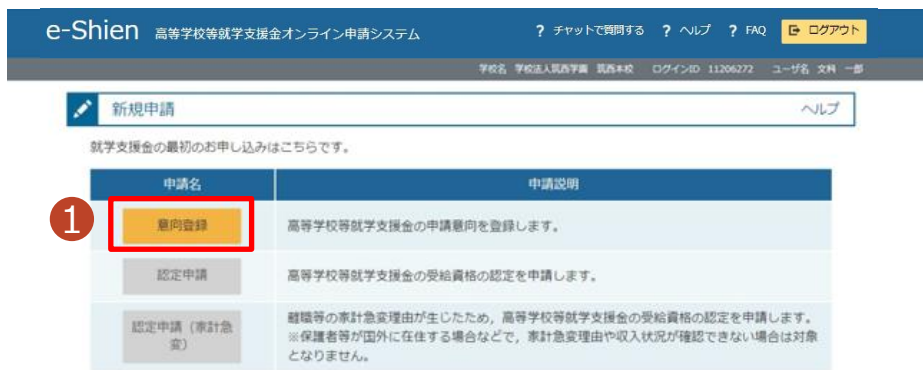 e-Shien 高等学校等就学支援金オンライン申請システム ? チャットで質問する ? ヘルプ ? FAQ ログアウト
学校名 学校法人筑西学園 筑西本校 ログインID 11206272 ユーザ名 文科 一郎
新規申請 ヘルプ
就学支援金の最初のお申し込みはこちらです。
申請名 申請説明
1 意向登録 高等学校等就学支援金の申請意向を登録します。
認定申請 高等学校等就学支援金の受給資格の認定を申請します。
認定申請(家計急変) 離職等の家計急変理由が生じたため,高等学校等就学支援金の受給資格の認定を申請します。
※保護者等が国外に在住する場合などで,家計急変理由や収入状況が確認できない場合は対象
となりません。